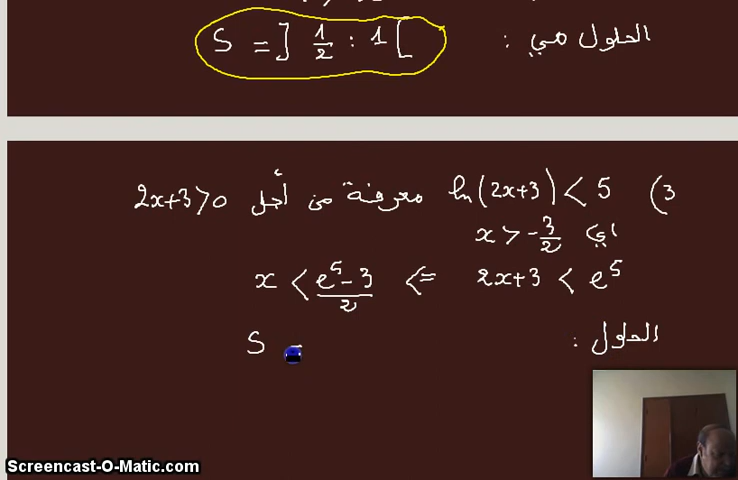 الحلول هي : S = ] 1/2 : 1 [
3) ln(2x+3) < 5 معرفة من أجل 2x+3>0
اي x > -3/2
2x+3 < e^5 <= x < (e^5-3)/2
الحلول : S =
Screencast-O-Matic.com